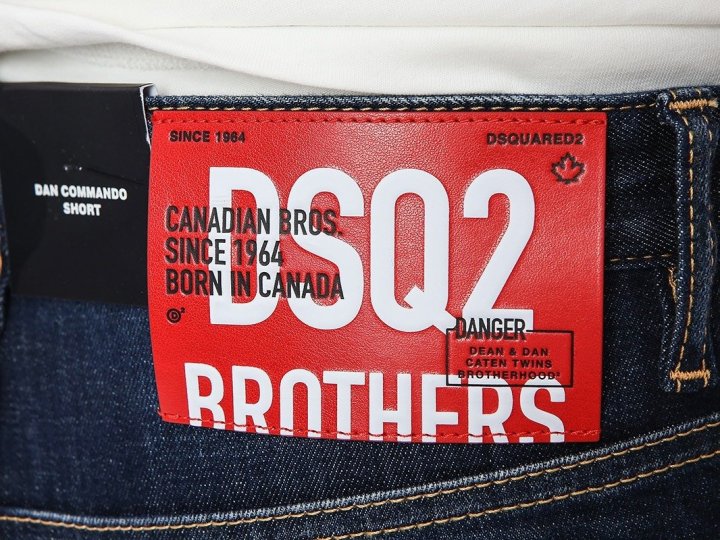 DAN COMMANDO
SHORT
SINCE 1964
DSQUARED2
DSQ2
CANADIAN BROS.
SINCE 1964
BORN IN CANADA
DANGER
DEAN & DAN
CATEN TWINS
BROTHERHOOD!
BROTHERS